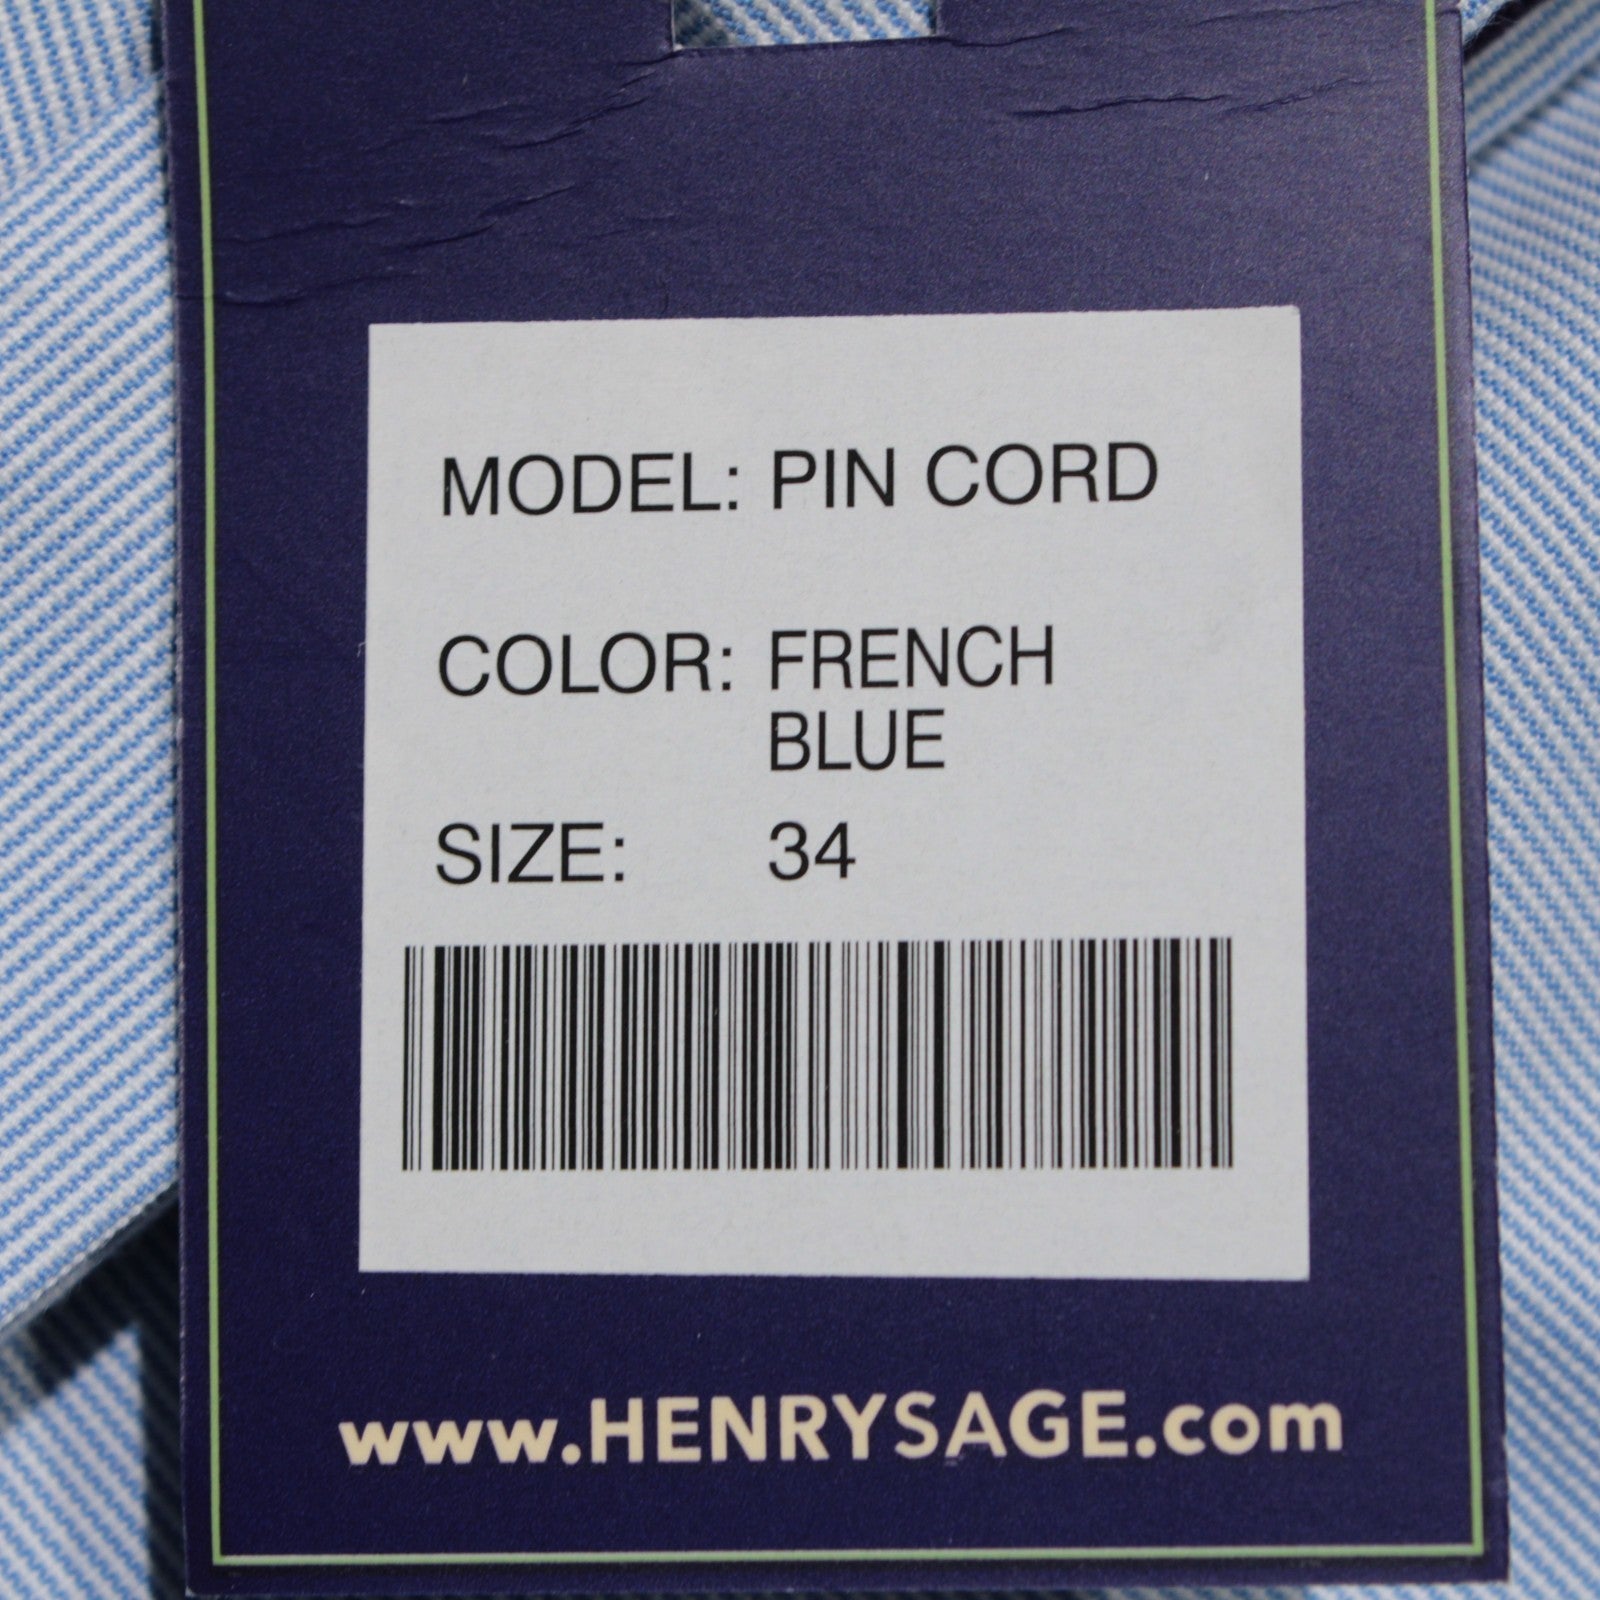 MODEL: PIN CORD
COLOR: FRENCH
BLUE
SIZE: 34
www.HENRYSAGE.com